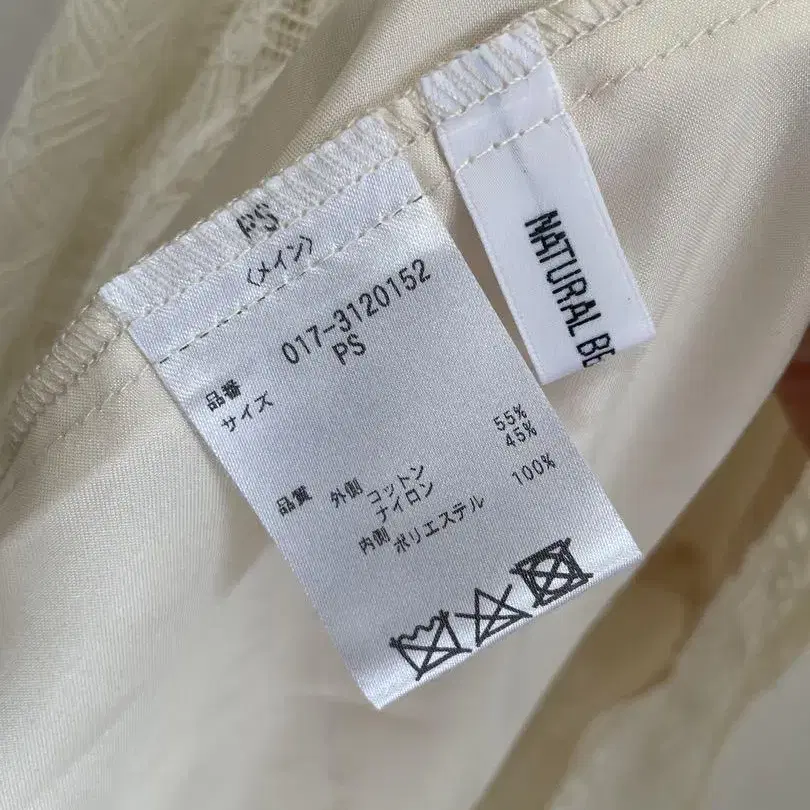 PS
〈メイン〉
品番 017-3120152
サイズ PS
品質 外側 コットン 55%
ナイロン 45%
内側 ポリエステル 100%
NATURAL BE